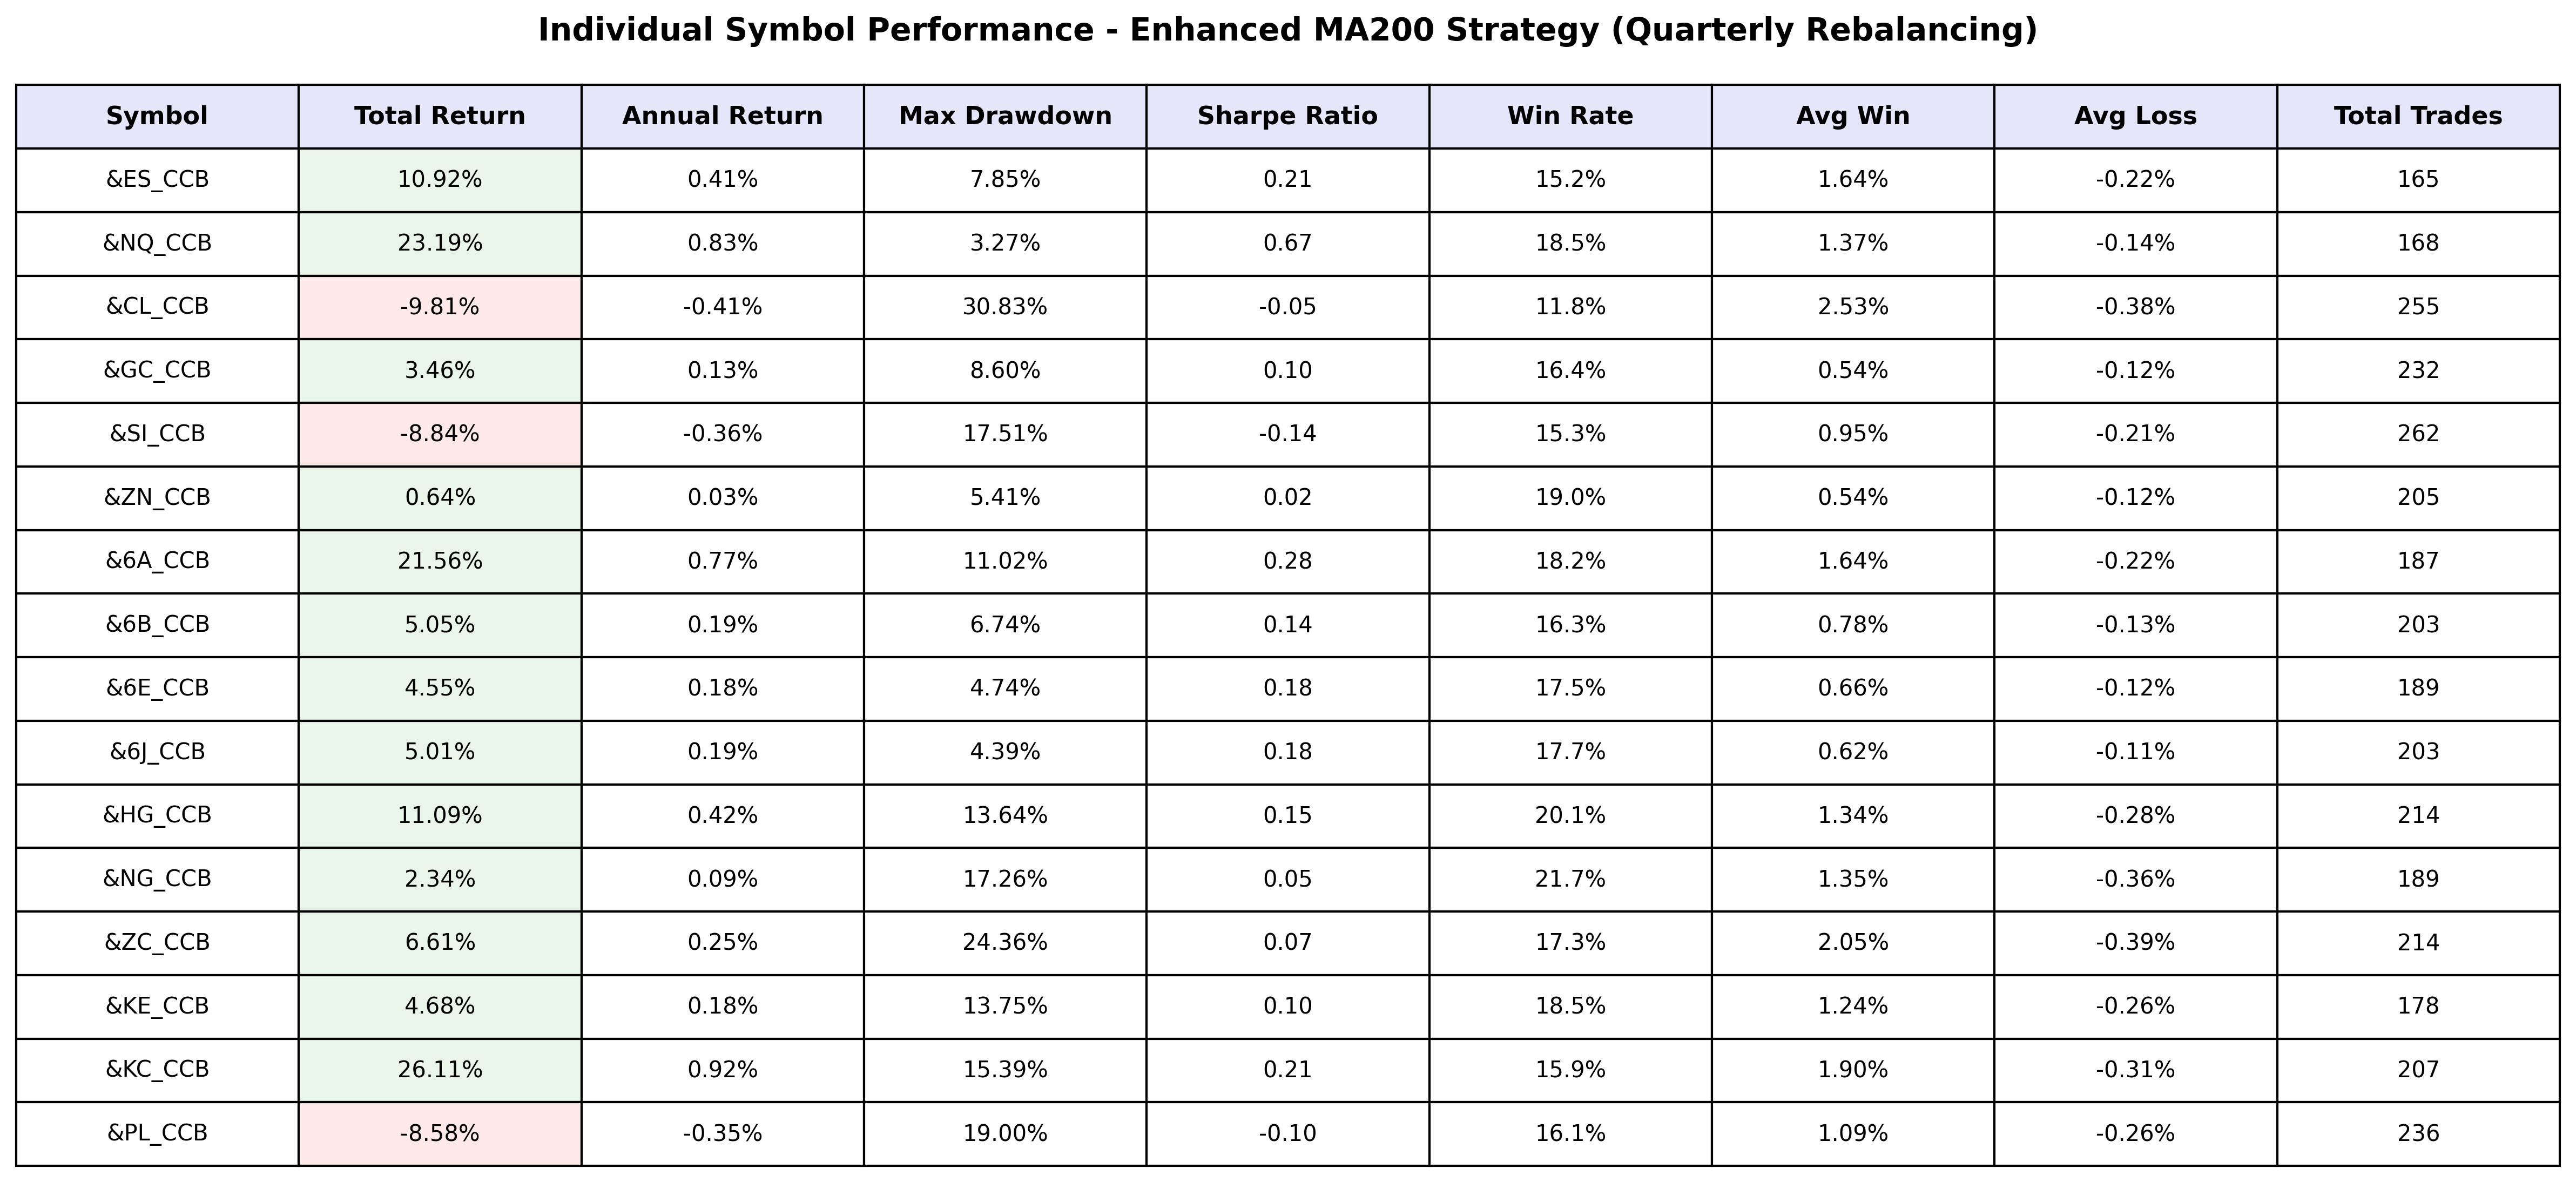 Individual Symbol Performance - Enhanced MA200 Strategy (Quarterly Rebalancing)
Symbol Total Return Annual Return Max Drawdown Sharpe Ratio Win Rate Avg Win Avg Loss Total Trades
&ES_CCB 10.92% 0.41% 7.85% 0.21 15.2% 1.64% -0.22% 165
&NQ_CCB 23.19% 0.83% 3.27% 0.67 18.5% 1.37% -0.14% 168
&CL_CCB -9.81% -0.41% 30.83% -0.05 11.8% 2.53% -0.38% 255
&GC_CCB 3.46% 0.13% 8.60% 0.10 16.4% 0.54% -0.12% 232
&SI_CCB -8.84% -0.36% 17.51% -0.14 15.3% 0.95% -0.21% 262
&ZN_CCB 0.64% 0.03% 5.41% 0.02 19.0% 0.54% -0.12% 205
&6A_CCB 21.56% 0.77% 11.02% 0.28 18.2% 1.64% -0.22% 187
&6B_CCB 5.05% 0.19% 6.74% 0.14 16.3% 0.78% -0.13% 203
&6E_CCB 4.55% 0.18% 4.74% 0.18 17.5% 0.66% -0.12% 189
&6J_CCB 5.01% 0.19% 4.39% 0.18 17.7% 0.62% -0.11% 203
&HG_CCB 11.09% 0.42% 13.64% 0.15 20.1% 1.34% -0.28% 214
&NG_CCB 2.34% 0.09% 17.26% 0.05 21.7% 1.35% -0.36% 189
&ZC_CCB 6.61% 0.25% 24.36% 0.07 17.3% 2.05% -0.39% 214
&KE_CCB 4.68% 0.18% 13.75% 0.10 18.5% 1.24% -0.26% 178
&KC_CCB 26.11% 0.92% 15.39% 0.21 15.9% 1.90% -0.31% 207
&PL_CCB -8.58% -0.35% 19.00% -0.10 16.1% 1.09% -0.26% 236